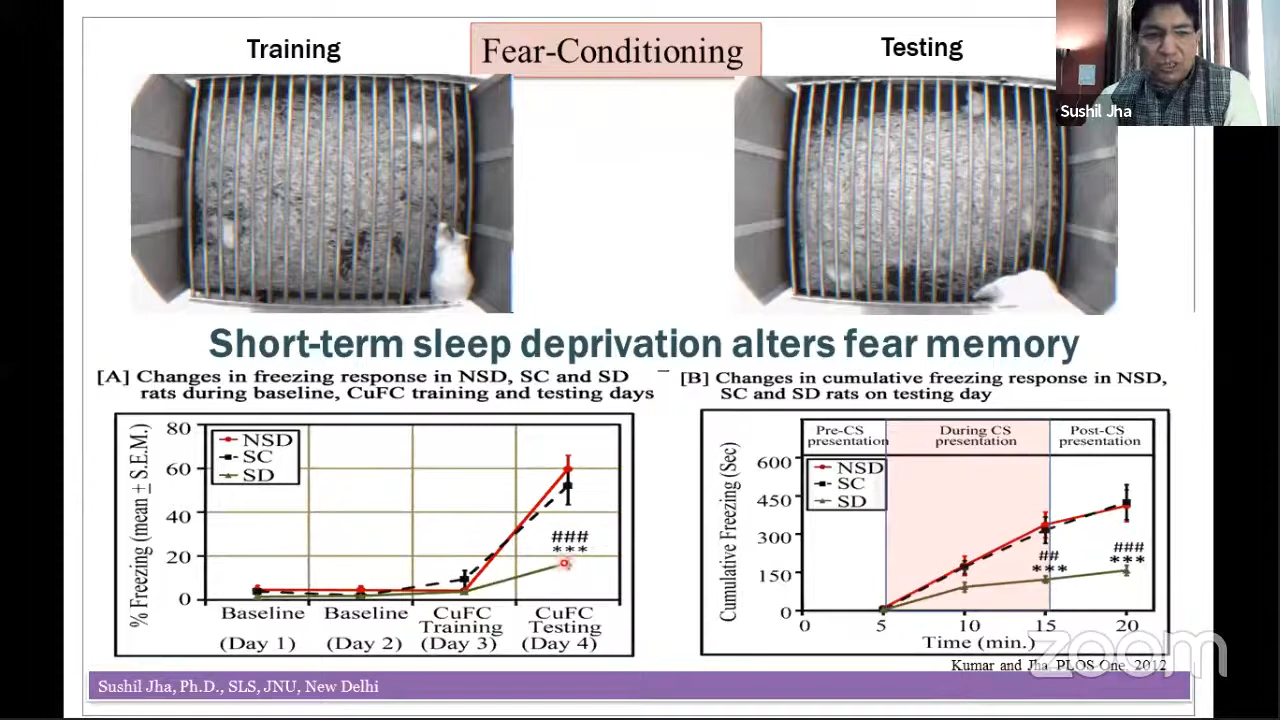 Training
Fear-Conditioning
Testing
Sushil Jha
Short-term sleep deprivation alters fear memory
[A] Changes in freezing response in NSD, SC and SD
rats during baseline, CuFC training and testing days
% Freezing (mean ± S.E.M.)
80
60
40
20
0
NSD
SC
SD
###
***
Baseline
(Day 1)
Baseline
(Day 2)
CuFC
Training
(Day 3)
CuFC
Testing
(Day 4)
[B] Changes in cumulative freezing response in NSD,
SC and SD rats on testing day
Cumulative Freezing (Sec)
Pre-CS
presentation
During CS
presentation
Post-CS
presentation
600
450
300
150
0
NSD
SC
SD
##
***
###
***
0 5 10 15 20
Time (min.)
zoom
Kumar and Jha, PLOS One, 2012
Sushil Jha, Ph.D., SLS, JNU, New Delhi